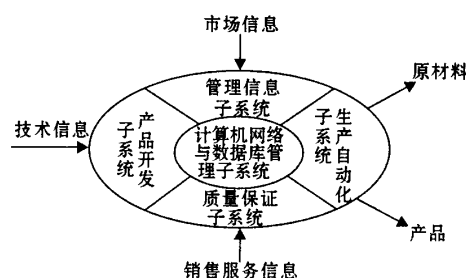 市场信息
管理信息
子系统
原材料
技术信息
产品开发
子系统
计算机网络
与数据库管
理子系统
生产自动化
子系统
质量保证
子系统
产品
销售服务信息